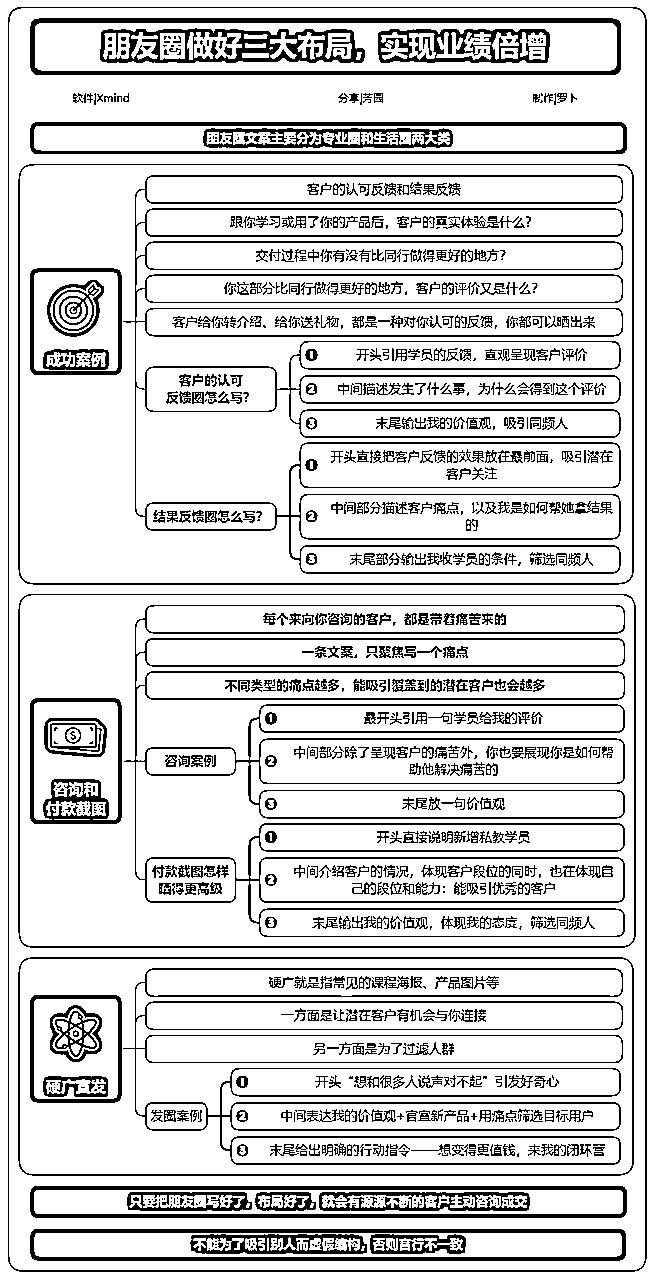 朋友圈做好三大布局，实现业绩倍增
软件|Xmind
分享|芳园
制作|罗卜
朋友圈文案主要分为专业圈和生活圈两大类
成功案例
客户的认可反馈和结果反馈
跟你学习或用了你的产品后，客户的真实体验是什么？
交付过程中你有没有比同行做得更好的地方？
你这部分比同行做得更好的地方，客户的评价又是什么？
客户给你转介绍、给你送礼物，都是一种对你认可的反馈，你都可以晒出来
客户的认可
反馈圈怎么写？
❶ 开头引用学员的反馈，直观呈现客户评价
❷ 中间描述发生了什么事，为什么会得到这个评价
❸ 末尾输出我的价值观，吸引同频人
结果反馈圈怎么写？
❶ 开头直接把客户反馈的效果放在最前面，吸引潜在
客户关注
❷ 中间部分描述客户痛点，以及我是如何帮她拿结果
的
❸ 末尾部分输出我收学员的条件，筛选同频人
咨询和
付款截图
每个来向你咨询的客户，都是带着痛苦来的
一条文案，只聚焦写一个痛点
不同类型的痛点越多，能吸引覆盖到的潜在客户也会越多
咨询案例
❶ 最开头引用一句学员给我的评价
❷ 中间部分除了呈现客户的痛苦外，你也要展现你是如何帮
助他解决痛苦的
❸ 末尾放一句价值观
付款截图怎样
晒得更高级
❶ 开头直接说明新增私教学员
❷ 中间介绍客户的情况，体现客户段位的同时，也在体现自
己的段位和能力：能吸引优秀的客户
❸ 末尾输出我的价值观，体现我的态度，筛选同频人
硬广直发
硬广就是指常见的课程海报、产品图片等
一方面是让潜在客户有机会与你连接
另一方面是为了过滤人群
发圈案例
❶ 开头“想和很多人说声对不起”引发好奇心
❷ 中间表达我的价值观+官宣新产品+用痛点筛选目标用户
❸ 末尾给出明确的行动指令——想变得更值钱，来我的闭环营
只要把朋友圈写好了，布局好了，就会有源源不断的客户主动咨询成交
不能为了吸引别人而虚假编构，否则言行不一致